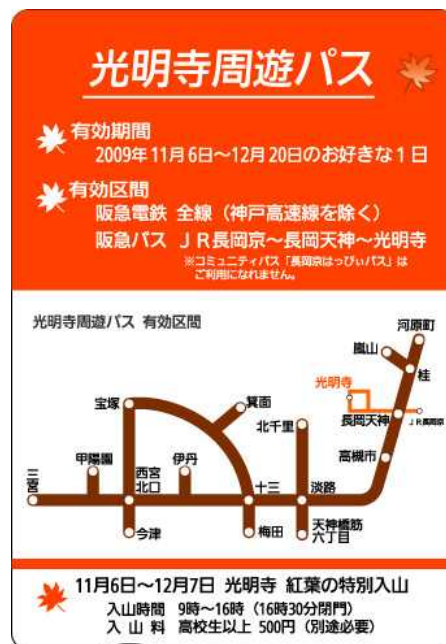 光明寺周遊パス
有効期間
2009年11月6日～12月20日のお好きな1日
有効区間
阪急電鉄 全線（神戸高速線を除く）
阪急バス ＪＲ長岡京～長岡天神～光明寺
※コミュニティバス「長岡京はっぴぃバス」は
ご利用になれません。
光明寺周遊パス 有効区間
河原町
嵐山
光明寺
桂
宝塚
箕面
北千里
長岡天神
ＪＲ長岡京
甲陽園
西宮北口
伊丹
高槻市
三宮
十三
淡路
今津
梅田
天神橋筋
六丁目
11月6日～12月7日 光明寺 紅葉の特別入山
入山時間 9時～16時（16時30分閉門）
入山料 高校生以上 500円（別途必要）